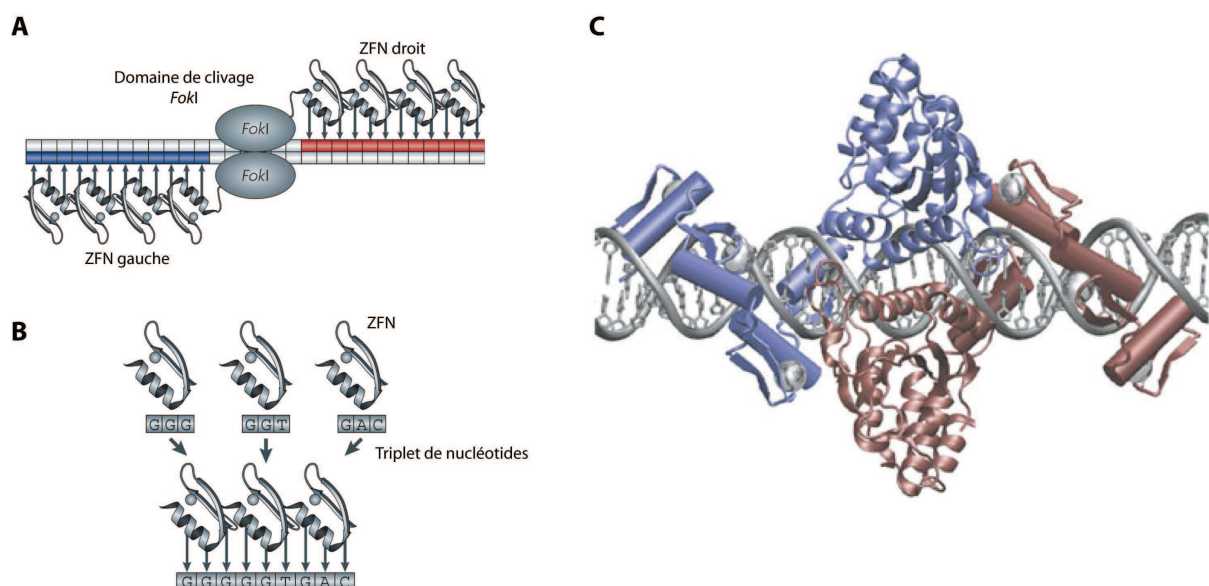 A
ZFN droit
Domaine de clivage
FokI
FokI
FokI
ZFN gauche
B
ZFN
GGG
GGT
GAC
Triplet de nucléotides
GGGGGTGAC
C